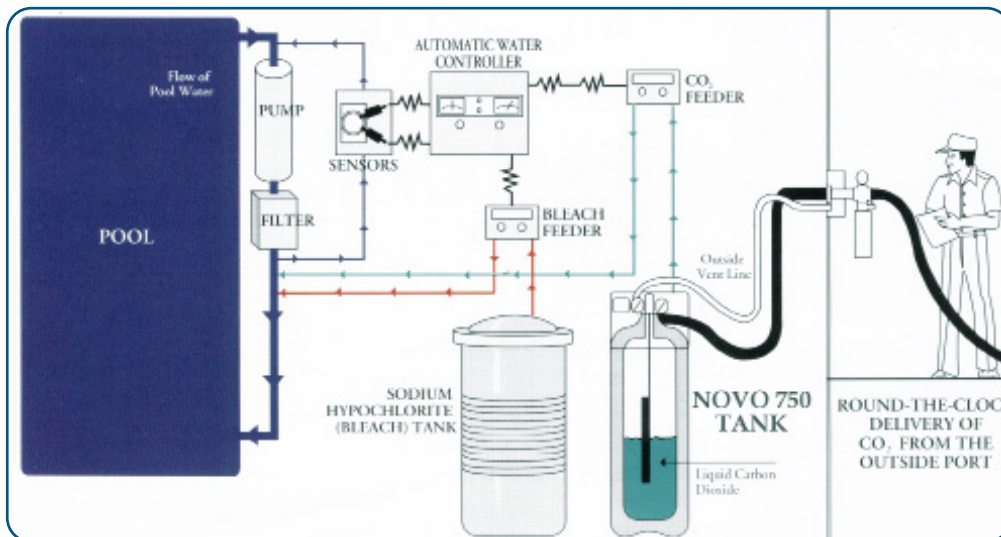 Flow of
Pool Water
PUMP
FILTER
POOL
SENSORS
AUTOMATIC WATER
CONTROLLER
CO₂
FEEDER
BLEACH
FEEDER
Outside
Vent Line
SODIUM
HYPOCHLORITE
(BLEACH) TANK
NOVO 750
TANK
Liquid Carbon
Dioxide
ROUND-THE-CLOC
DELIVERY OF
CO₂ FROM THE
OUTSIDE PORT